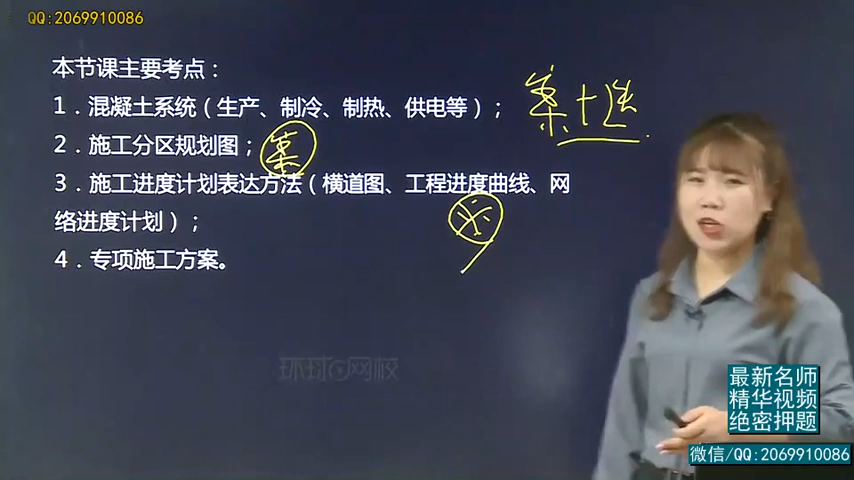 QQ:2069910086
本节课主要考点：
1．混凝土系统（生产、制冷、制热、供电等）；
案+选
2．施工分区规划图；
案
3．施工进度计划表达方法（横道图、工程进度曲线、网
络进度计划）；
4．专项施工方案。
环球网校
最新名师
精华视频
绝密押题
微信/QQ:2069910086